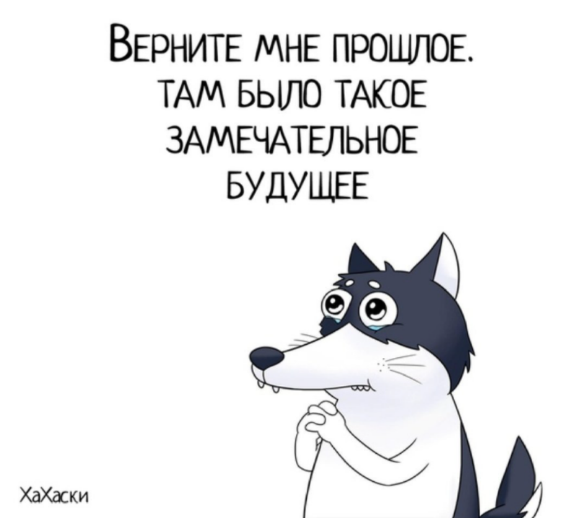 Верните мне прошлое.
там было такое
замечательное
будущее
ХаХаски